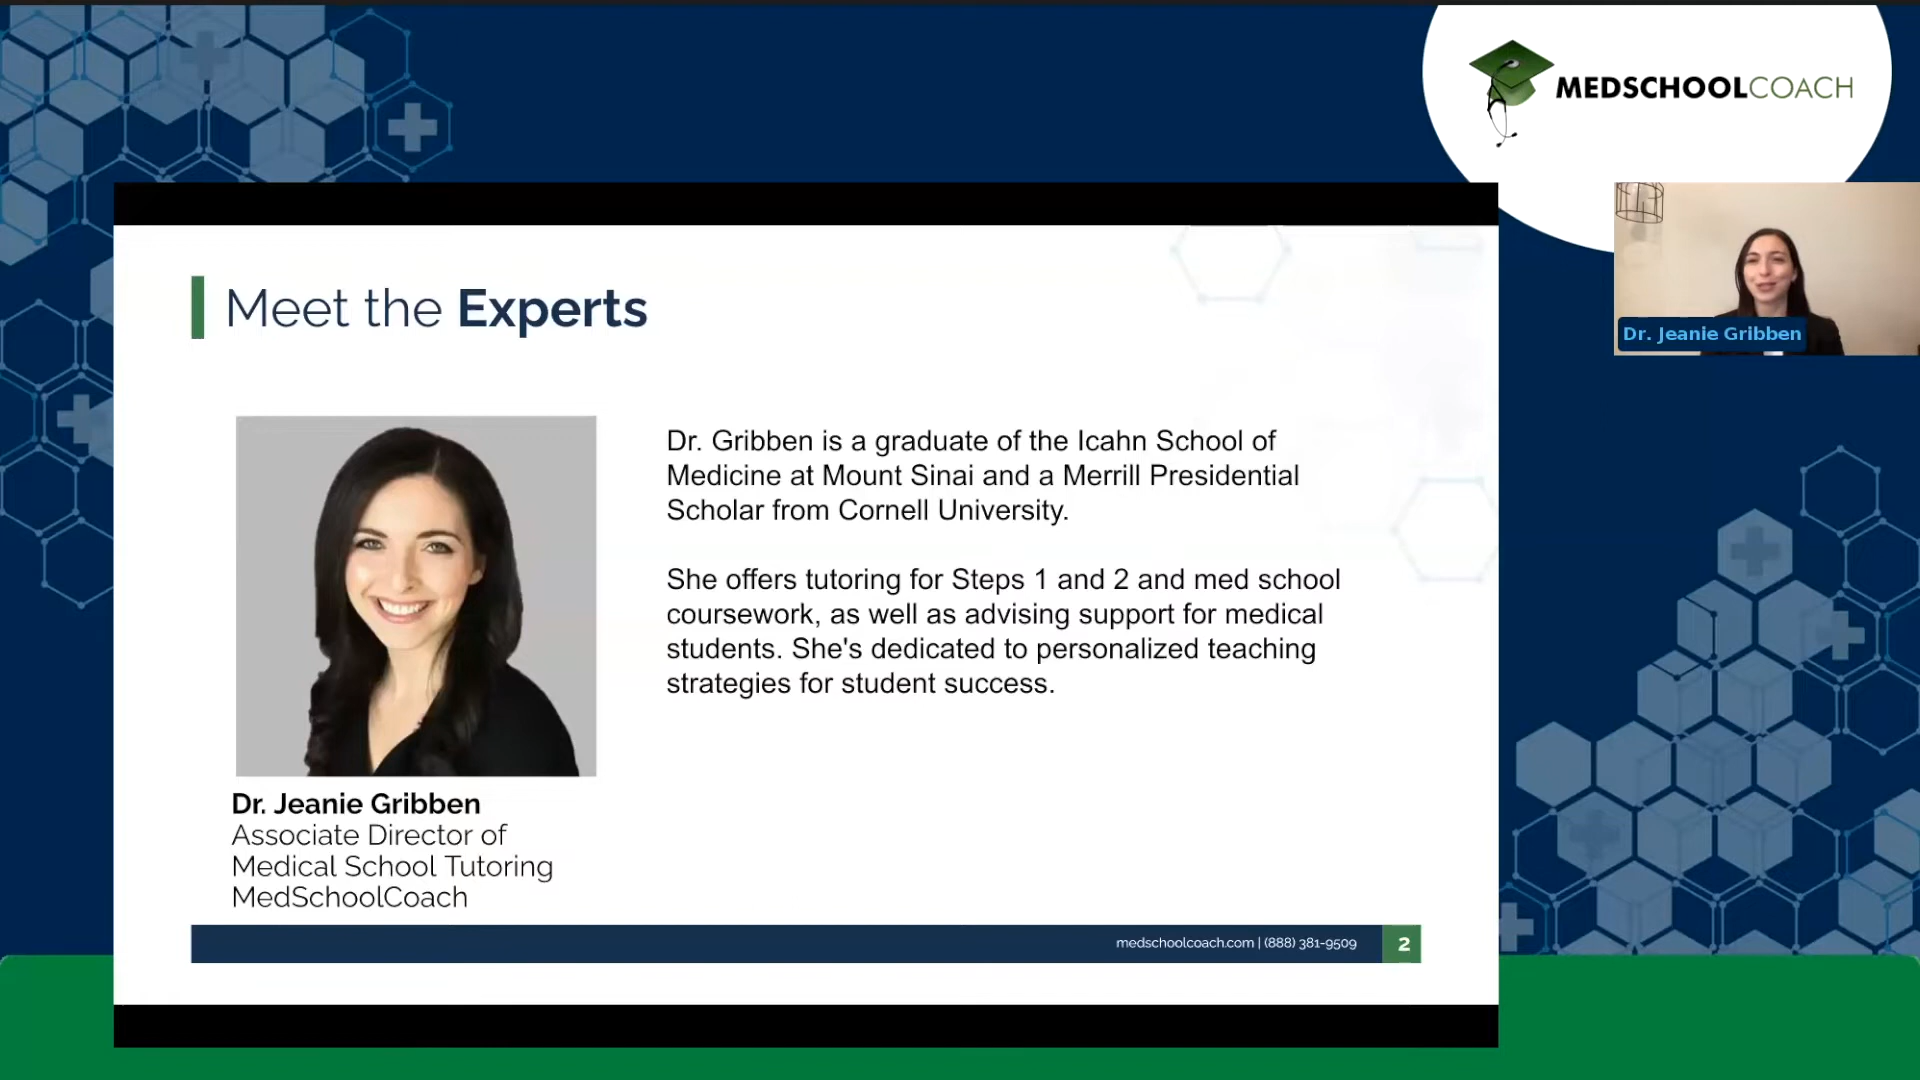 MEDSCHOOLCOACH
Meet the Experts
Dr. Jeanie Gribben
Dr. Gribben is a graduate of the Icahn School of
Medicine at Mount Sinai and a Merrill Presidential
Scholar from Cornell University.
She offers tutoring for Steps 1 and 2 and med school
coursework, as well as advising support for medical
students. She's dedicated to personalized teaching
strategies for student success.
Dr. Jeanie Gribben
Associate Director of
Medical School Tutoring
MedSchoolCoach
medschoolcoach.com | (888) 381-9509
2